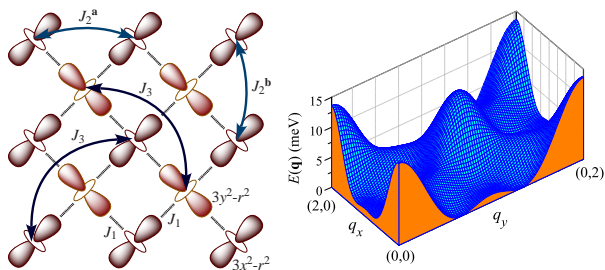 J₂ᵃ
J₃
J₂ᵇ
J₃
3y²-r²
J₁
J₁
3x²-r²
E(q) (meV)
15
10
5
0
(2,0)
qₓ
(0,0)
q_y
(0,2)